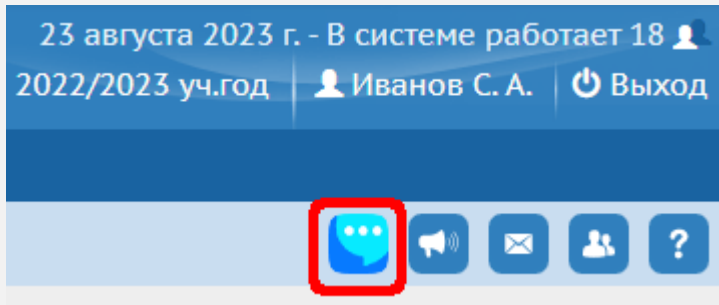 23 августа 2023 г. - В системе работает 18
2022/2023 уч.год Иванов С. А. Выход
?